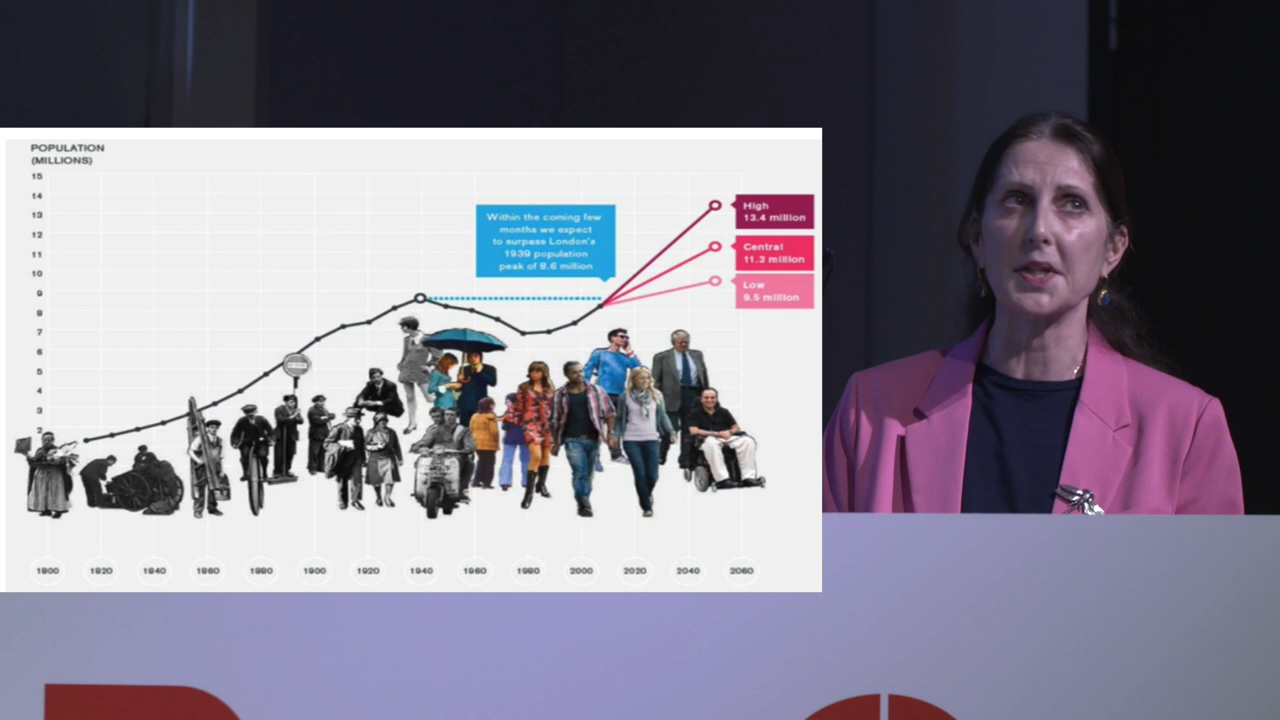 POPULATION
(MILLIONS)
15
14
13
12
11
10
9
8
7
6
5
4
3
2
Within the coming few
months we expect
to surpass London's
1939 population
peak of 8.6 million
High
13.4 million
Central
11.3 million
Low
9.5 million
1800 1820 1840 1860 1880 1900 1920 1940 1960 1980 2000 2020 2040 2060